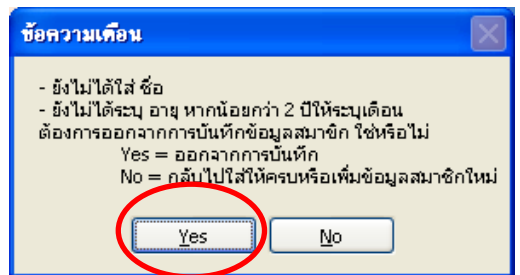 ข้อความเตือน
- ยังไม่ได้ใส่ ชื่อ
- ยังไม่ได้ระบุ อายุ หากน้อยกว่า 2 ปีให้ระบุเดือน
ต้องการออกจากการบันทึกข้อมูลสมาชิก ใช่หรือไม่
Yes = ออกจากการบันทึก
No = กลับไปใส่ให้ครบหรือเพิ่มข้อมูลสมาชิกใหม่
Yes No